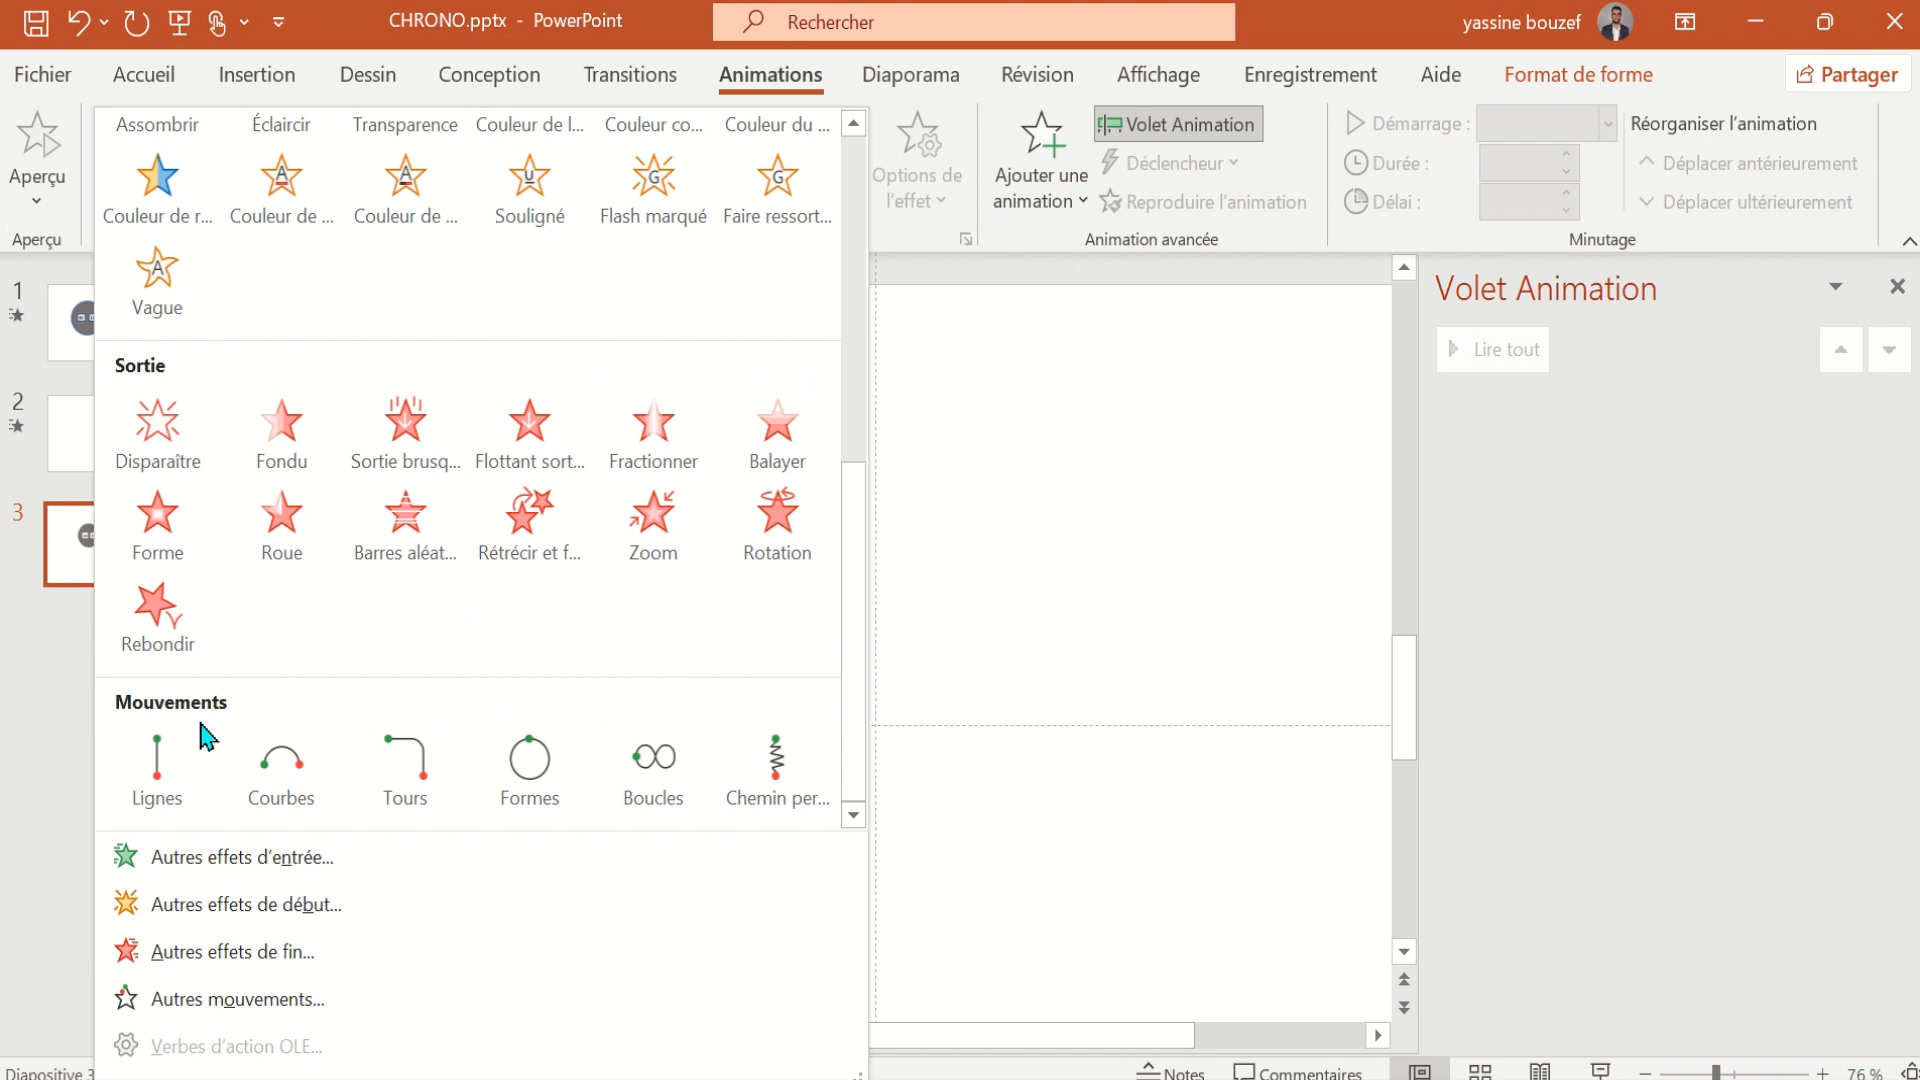 CHRONO.pptx - PowerPoint
Rechercher
yassine bouzef
Fichier Accueil Insertion Dessin Conception Transitions Animations Diaporama Révision Affichage Enregistrement Aide Format de forme Partager
Aperçu
Aperçu
Assombrir Éclaircir Transparence Couleur de l... Couleur co... Couleur du ...
Couleur de r... Couleur de ... Couleur de ... Souligné Flash marqué Faire ressort...
Vague
Sortie
Disparaître Fondu Sortie brusq... Flottant sort... Fractionner Balayer
Forme Roue Barres aléat... Rétrécir et f... Zoom Rotation
Rebondir
Mouvements
Lignes Courbes Tours Formes Boucles Chemin per...
Autres effets d'entrée...
Autres effets de début...
Autres effets de fin...
Autres mouvements...
Verbes d'action OLE...
Options de
l'effet
Ajouter une
animation
Volet Animation
Déclencheur
Reproduire l'animation
Animation avancée
Démarrage :
Durée :
Délai :
Réorganiser l'animation
Déplacer antérieurement
Déplacer ultérieurement
Minutage
1
2
3
Volet Animation
Lire tout
Diapositive 3
Notes Commentaires 76 %